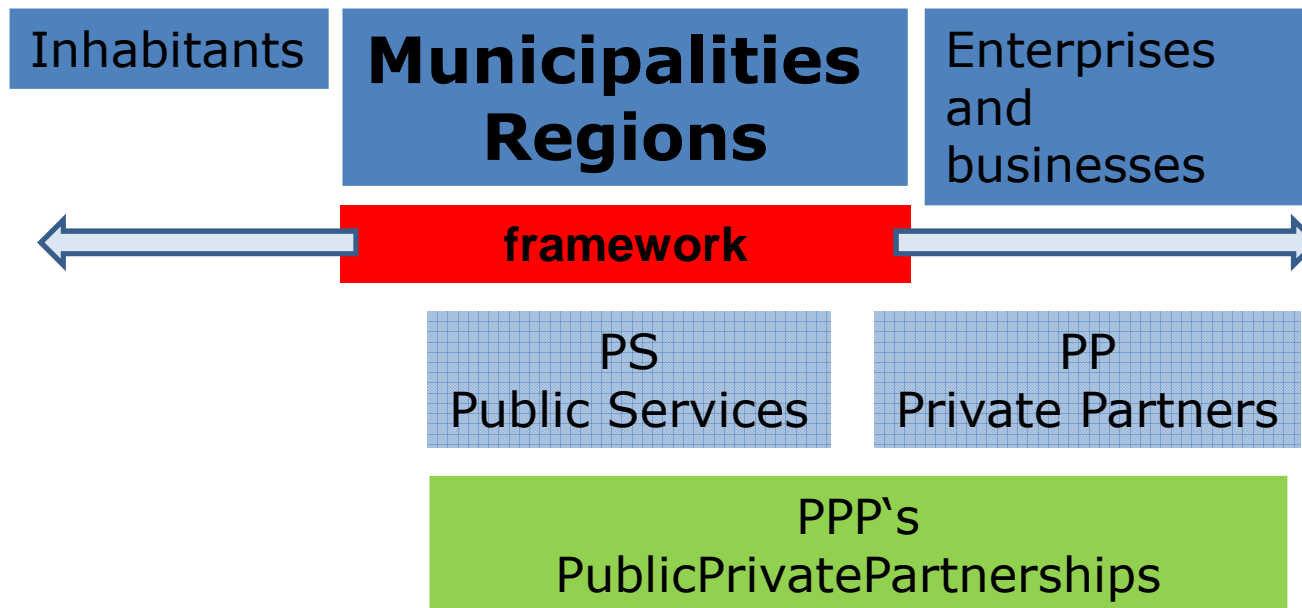 Inhabitants
Municipalities
Regions
Enterprises
and
businesses
framework
PS
Public Services
PP
Private Partners
PPP‘s
PublicPrivatePartnerships